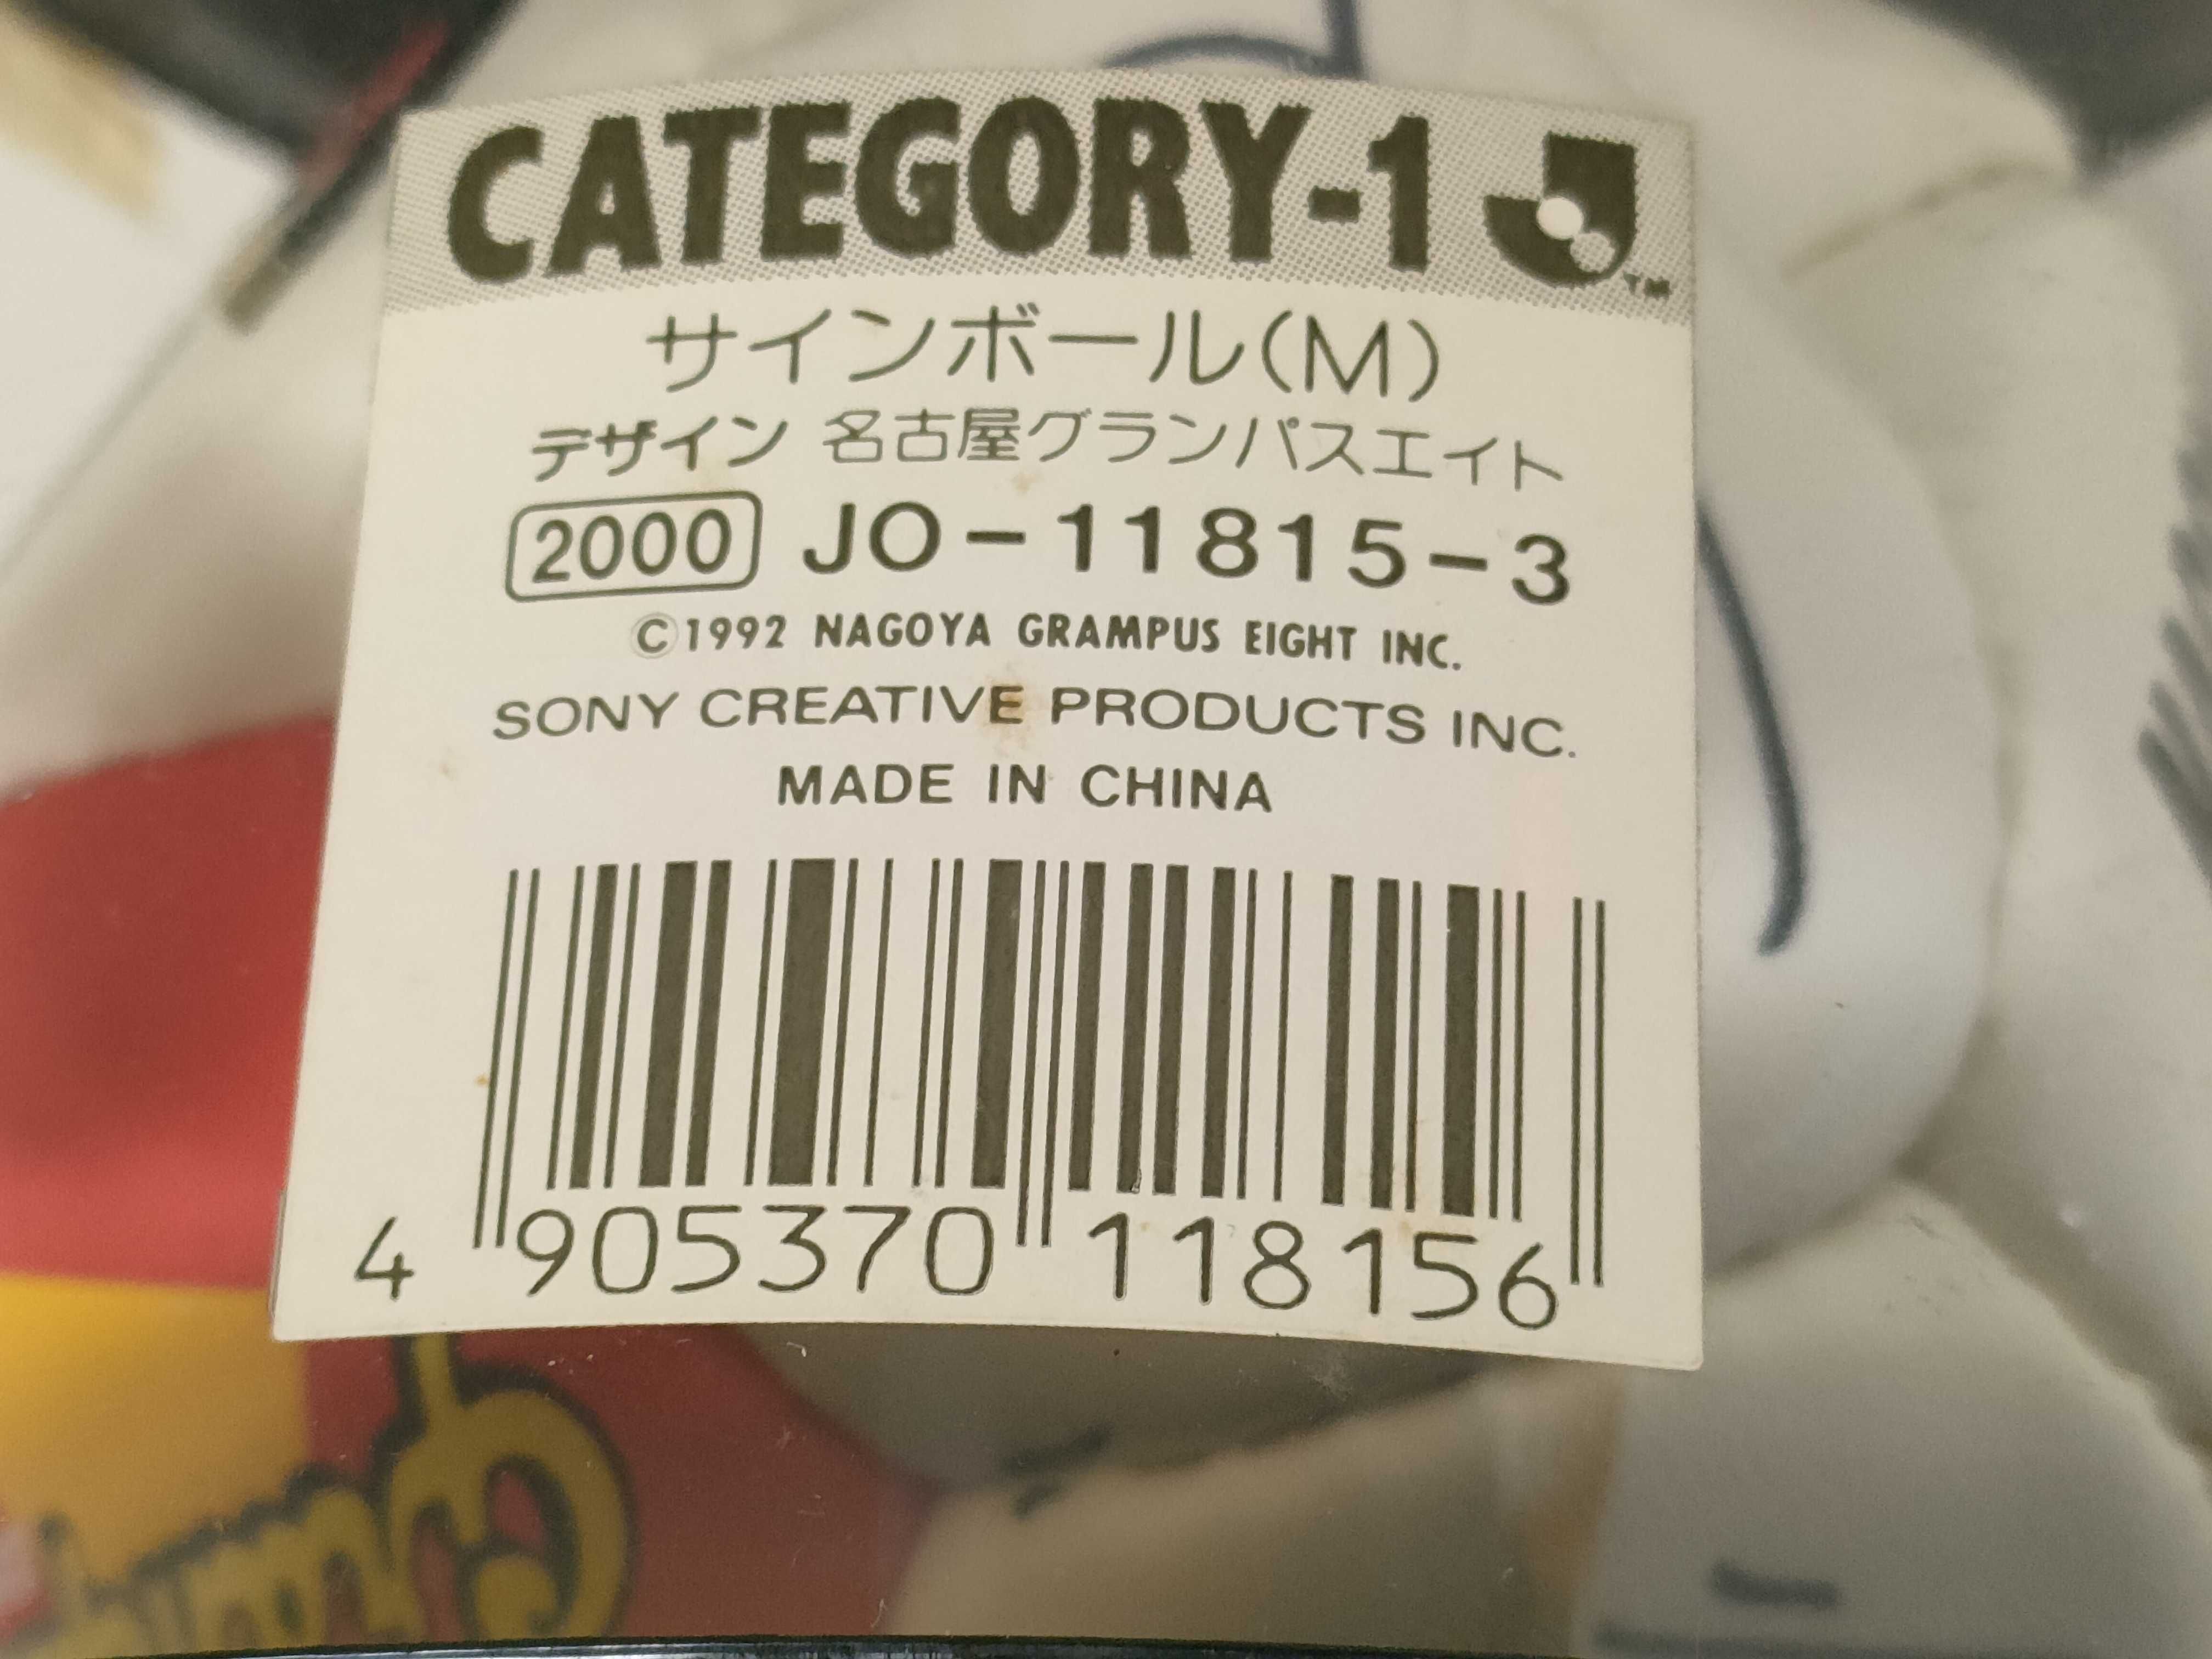 CATEGORY-1 J TM
サインボール(M)
デザイン 名古屋グランパスエイト
2000 JO-11815-3
©1992 NAGOYA GRAMPUS EIGHT INC.
SONY CREATIVE PRODUCTS INC.
MADE IN CHINA
4 905370 118156